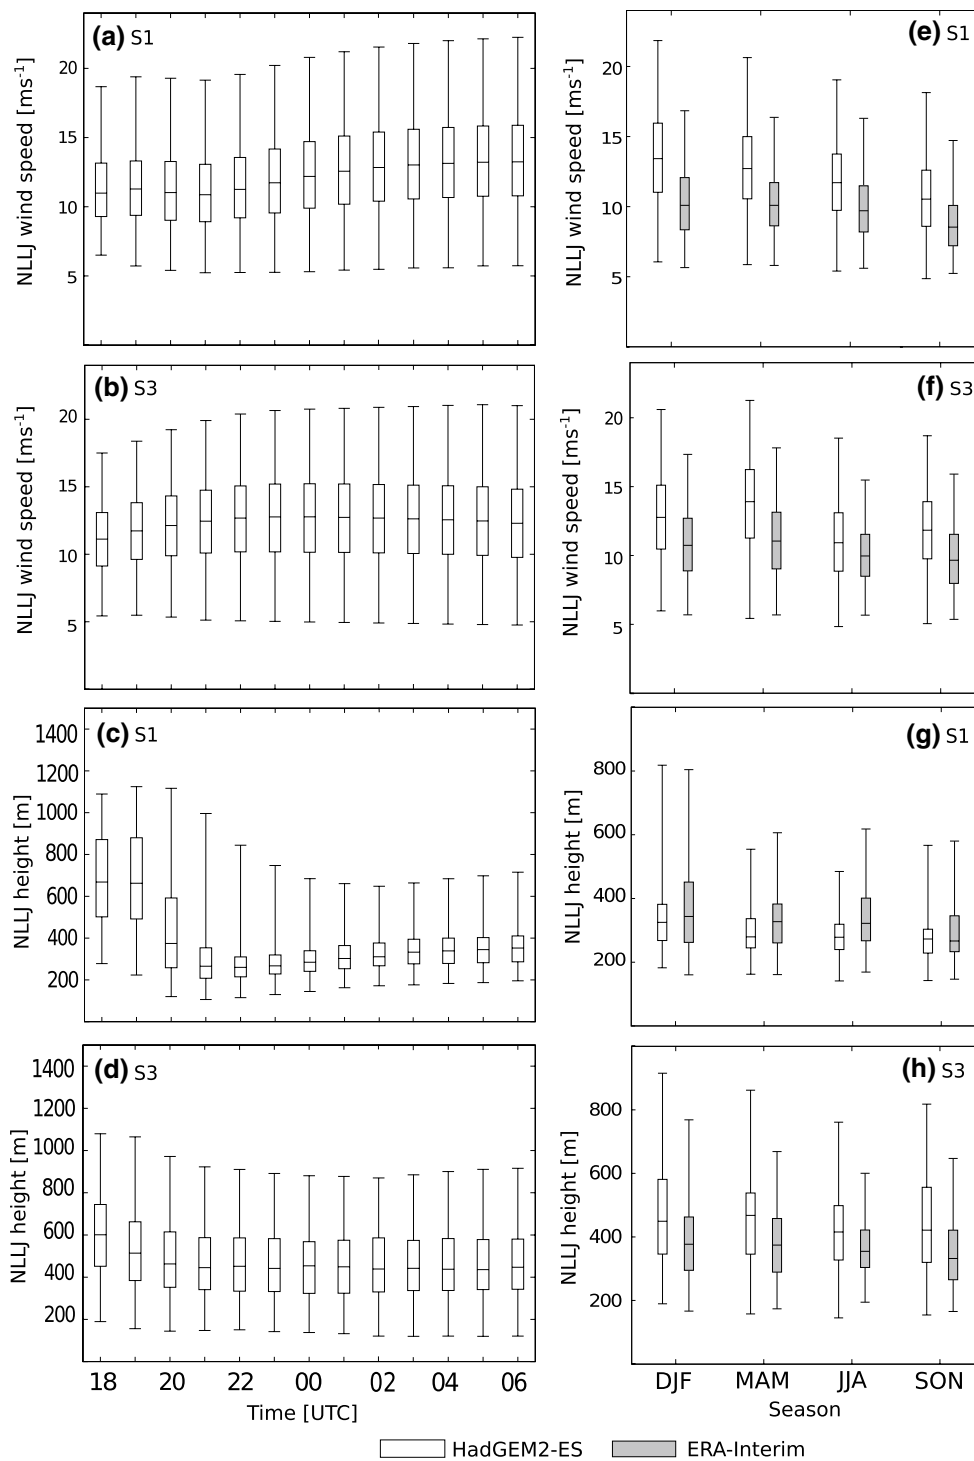 (a) S1
NLLJ wind speed [ms-1]
20
15
10
5
(e) S1
NLLJ wind speed [ms-1]
20
15
10
5
(b) S3
NLLJ wind speed [ms-1]
20
15
10
5
(f) S3
NLLJ wind speed [ms-1]
20
15
10
5
(c) S1
NLLJ height [m]
1400
1200
1000
800
600
400
200
(g) S1
NLLJ height [m]
800
600
400
200
(d) S3
NLLJ height [m]
1400
1200
1000
800
600
400
200
18 20 22 00 02 04 06
Time [UTC]
(h) S3
NLLJ height [m]
800
600
400
200
DJF MAM JJA SON
Season
HadGEM2-ES ERA-Interim